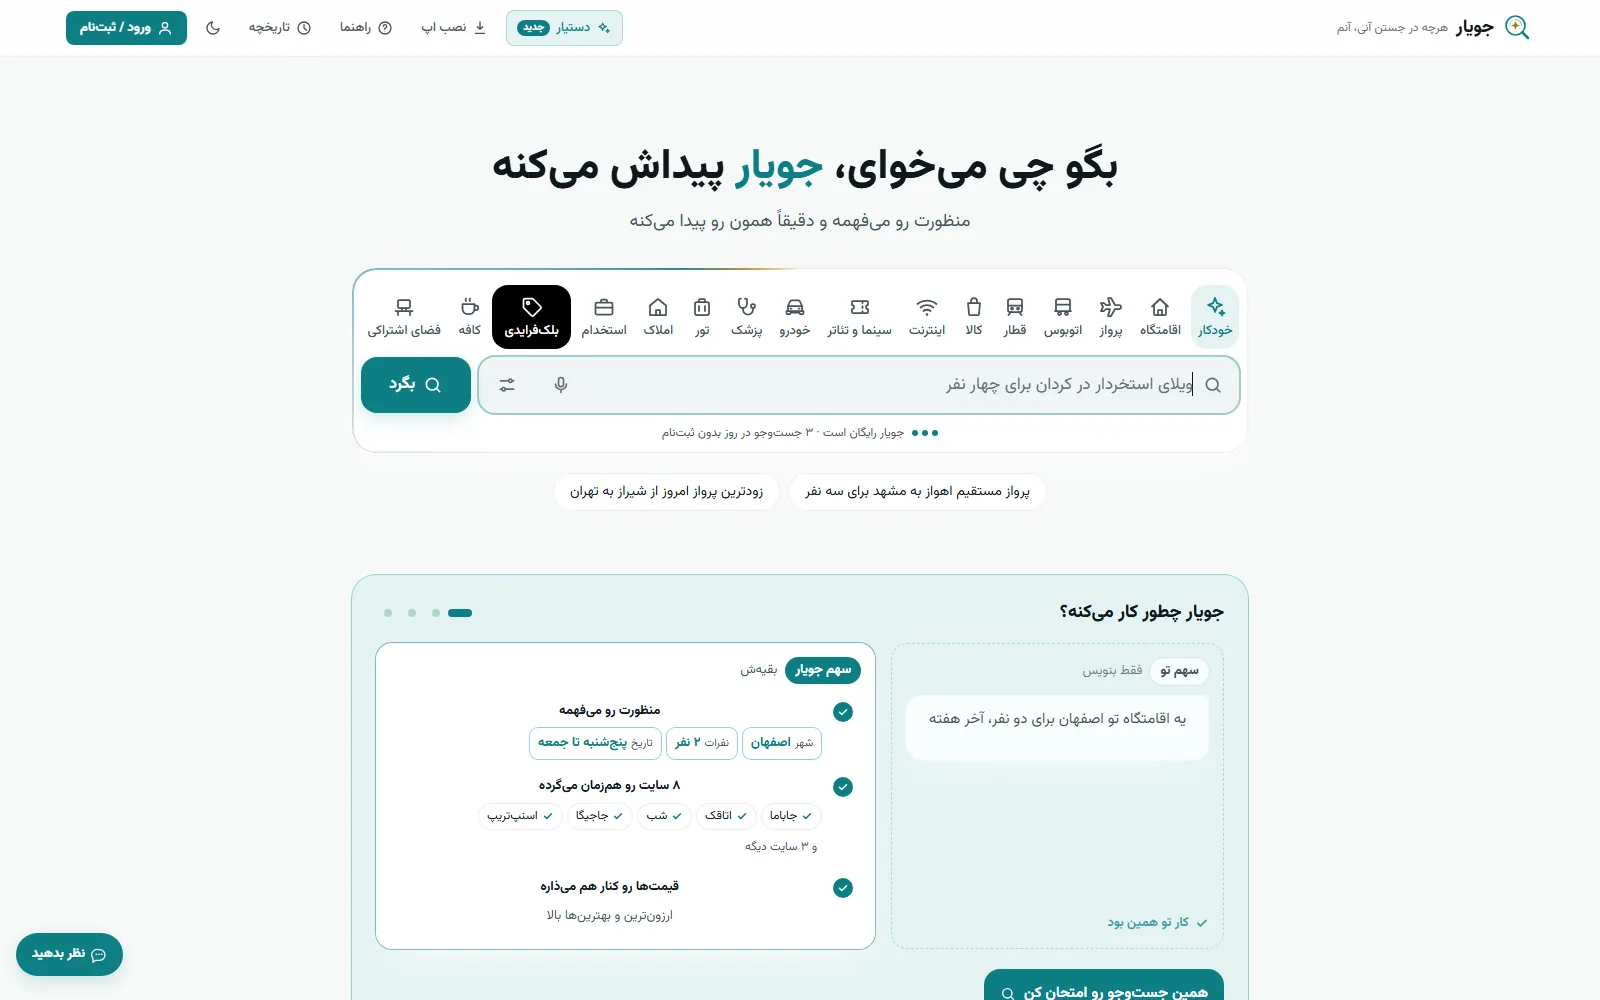 جویار هرچه در جستن آنی، آنم
دستیار جدید
نصب اپ
راهنما
تاریخچه
ورود / ثبت‌نام
بگو چی می‌خوای، جویار پیداش می‌کنه
منظورت رو می‌فهمه و دقیقاً همون رو پیدا می‌کنه
خودکار
اقامتگاه
پرواز
اتوبوس
قطار
کالا
اینترنت
سینما و تئاتر
خودرو
پزشک
تور
املاک
استخدام
بلک‌فرایدی
کافه
فضای اشتراکی
ویلای استخردار در کردان برای چهار نفر
بگرد
جویار رایگان است · ۳ جست‌وجو در روز بدون ثبت‌نام
پرواز مستقیم اهواز به مشهد برای سه نفر
زودترین پرواز امروز از شیراز به تهران
جویار چطور کار می‌کنه؟
سهم تو فقط بنویس
یه اقامتگاه تو اصفهان برای دو نفر، آخر هفته
کار تو همین بود
سهم جویار بقیه‌ش
منظورت رو می‌فهمه
شهر اصفهان
نفرات ۲ نفر
تاریخ پنج‌شنبه تا جمعه
۸ سایت رو هم‌زمان می‌گرده
جاباما
اتاقک
شب
جاجیگا
اسنپ‌تریپ
و ۳ سایت دیگه
قیمت‌ها رو کنار هم می‌ذاره
ارزون‌ترین و بهترین‌ها بالا
همین جست‌وجو رو امتحان کن
نظر بدهید